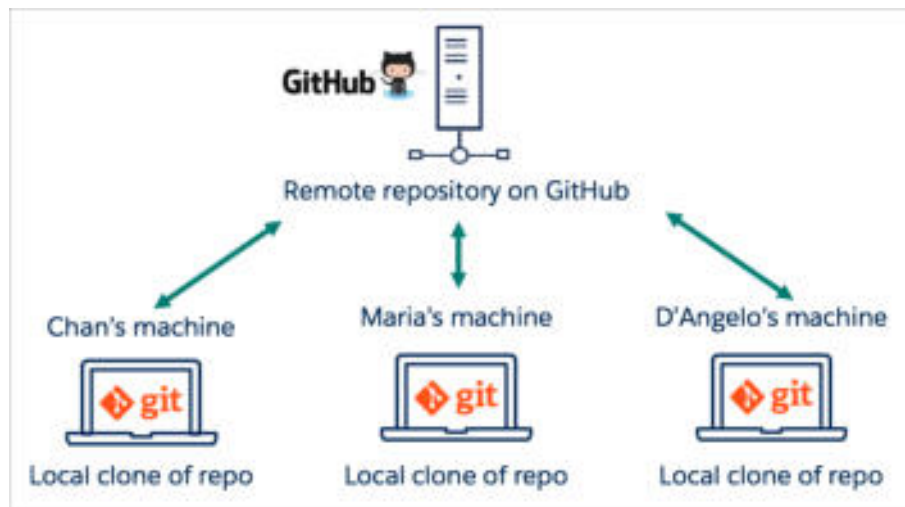 GitHub
Remote repository on GitHub
Chan's machine
Maria's machine
D'Angelo's machine
git
git
git
Local clone of repo
Local clone of repo
Local clone of repo